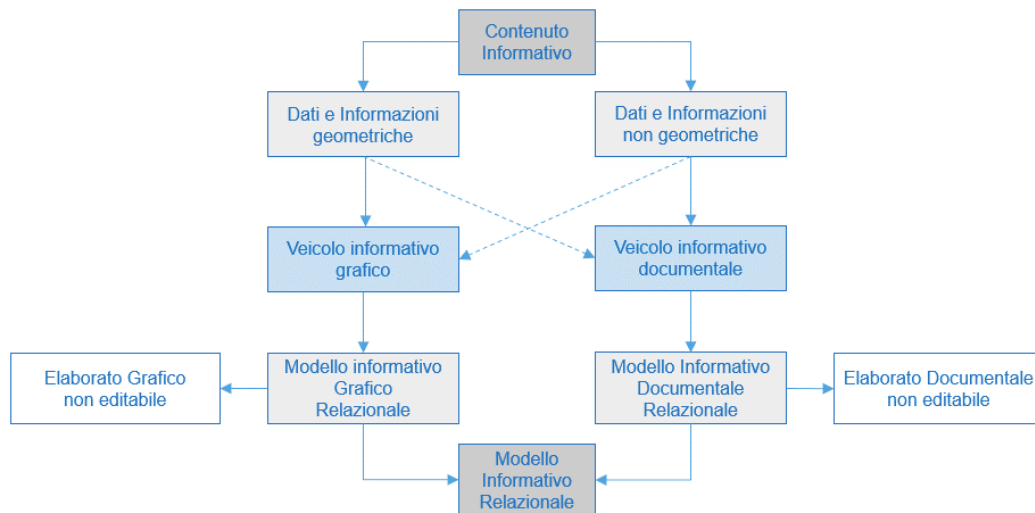 Contenuto
Informativo
Dati e Informazioni
geometriche
Dati e Informazioni
non geometriche
Veicolo informativo
grafico
Veicolo informativo
documentale
Elaborato Grafico
non editabile
Modello informativo
Grafico
Relazionale
Modello Informativo
Documentale
Relazionale
Elaborato Documentale
non editabile
Modello
Informativo
Relazionale